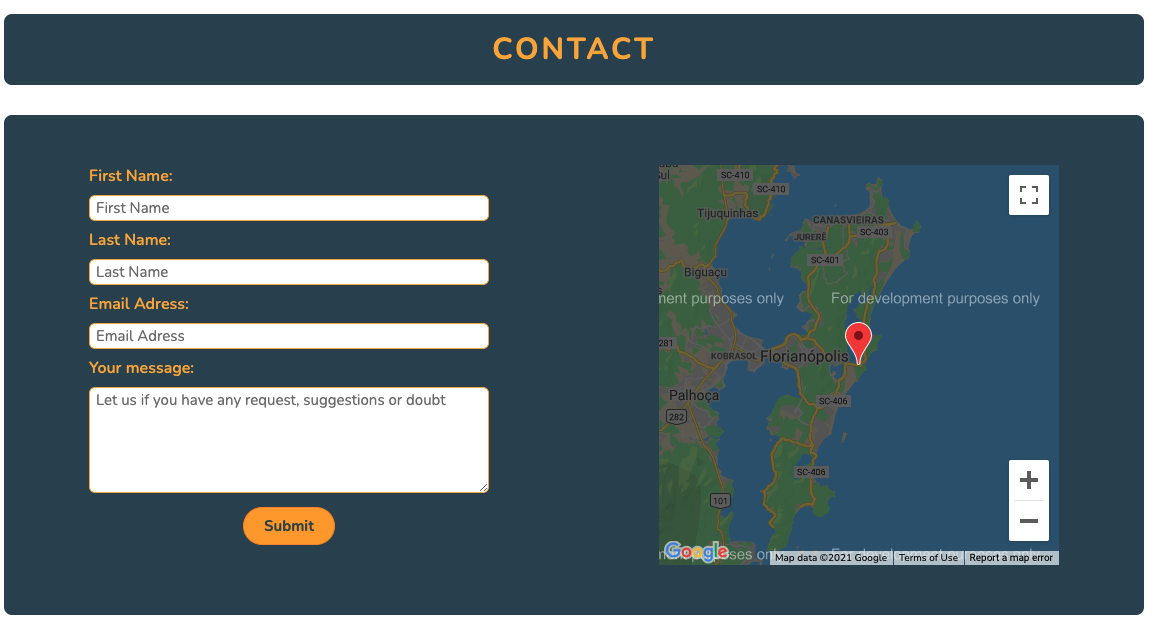 CONTACT
First Name:
First Name
Last Name:
Last Name
Email Adress:
Email Adress
Your message:
Let us if you have any request, suggestions or doubt
Submit
SC-410
SC-410
Tijuquinhas
CANASVIEIRAS
SC-403
JURERÊ
SC-401
Biguaçu
purposes only
For development purposes only
281
KOBRASOL
Florianópolis
Palhoça
SC-406
282
SC-406
101
Google
Map data ©2021 Google
Terms of Use
Report a map error